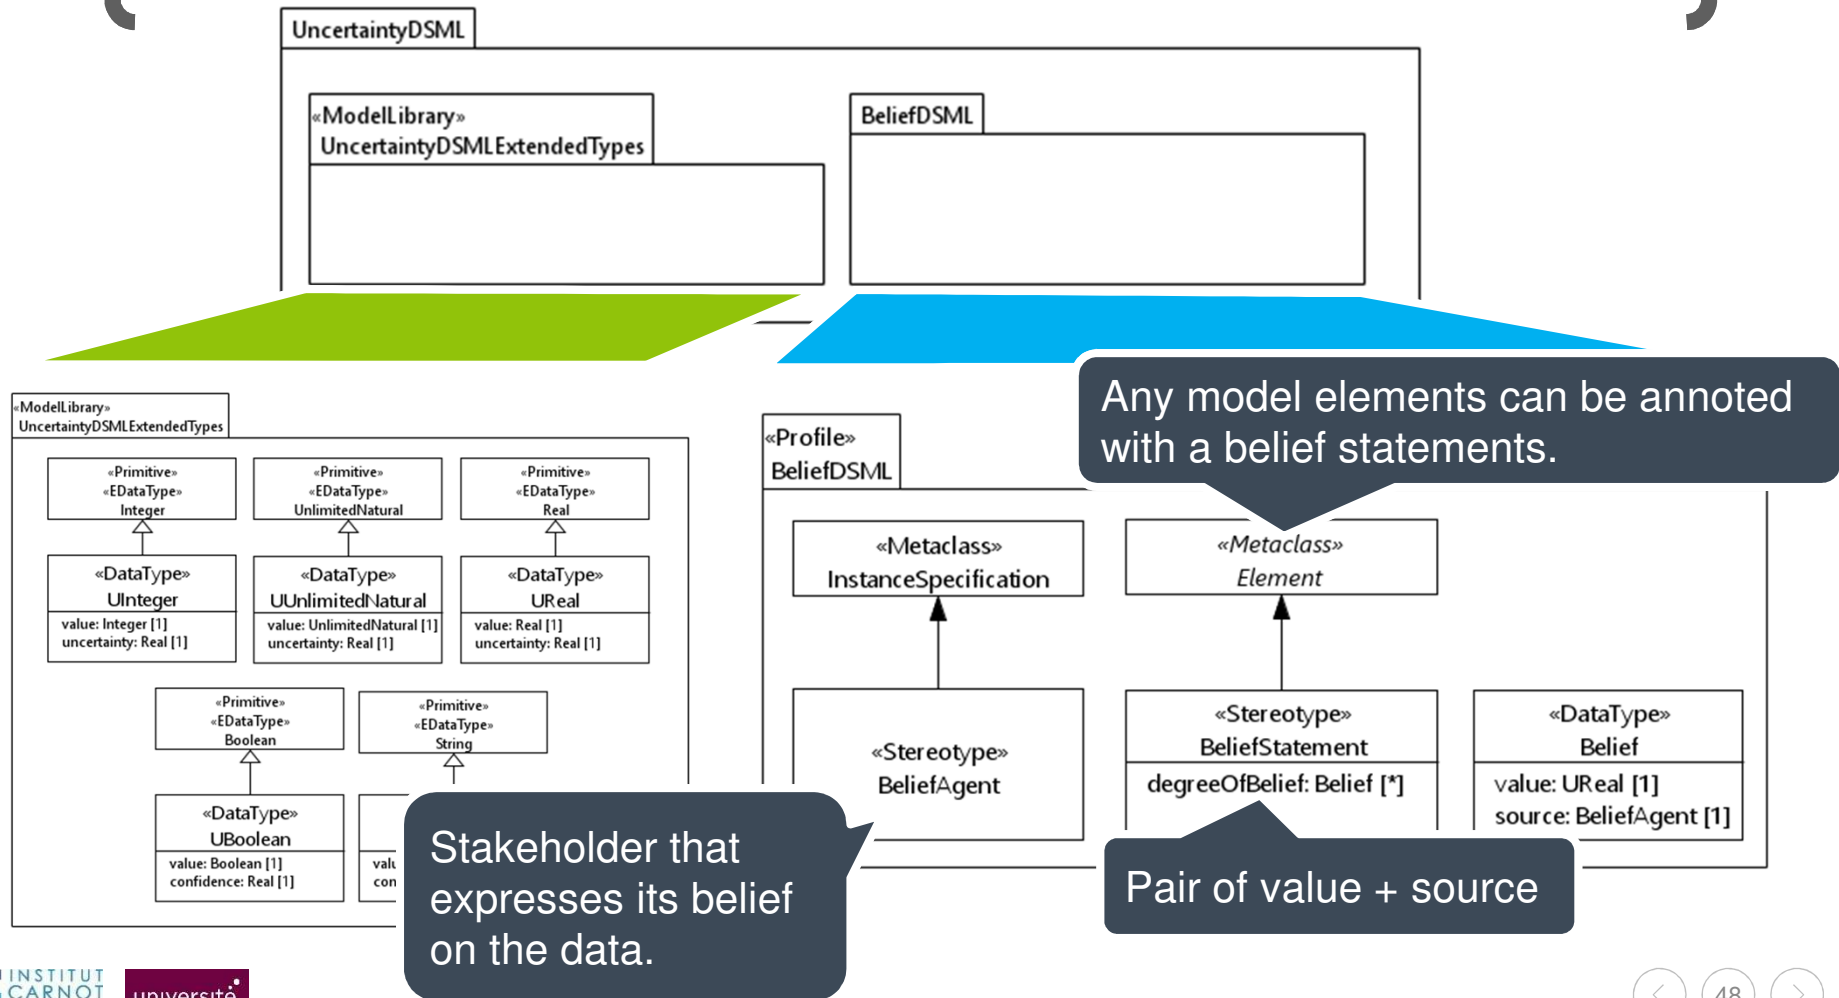 UncertaintyDSML
«ModelLibrary»
UncertaintyDSMLExtendedTypes
BeliefDSML
Any model elements can be annoted
with a belief statements.
«ModelLibrary»
UncertaintyDSMLExtendedTypes
«Primitive»
«EDataType»
Integer
«Primitive»
«EDataType»
UnlimitedNatural
«Primitive»
«EDataType»
Real
«DataType»
UInteger
value: Integer [1]
uncertainty: Real [1]
«DataType»
UUnlimitedNatural
value: UnlimitedNatural [1]
uncertainty: Real [1]
«DataType»
UReal
value: Real [1]
uncertainty: Real [1]
«Primitive»
«EDataType»
Boolean
«Primitive»
«EDataType»
String
«DataType»
UBoolean
value: Boolean [1]
confidence: Real [1]
«Profile»
BeliefDSML
«Metaclass»
InstanceSpecification
«Metaclass»
Element
«Stereotype»
BeliefAgent
«Stereotype»
BeliefStatement
degreeOfBelief: Belief [*]
«DataType»
Belief
value: UReal [1]
source: BeliefAgent [1]
Stakeholder that
expresses its belief
on the data.
Pair of value + source
INSTITUT
CARNOT
université
48